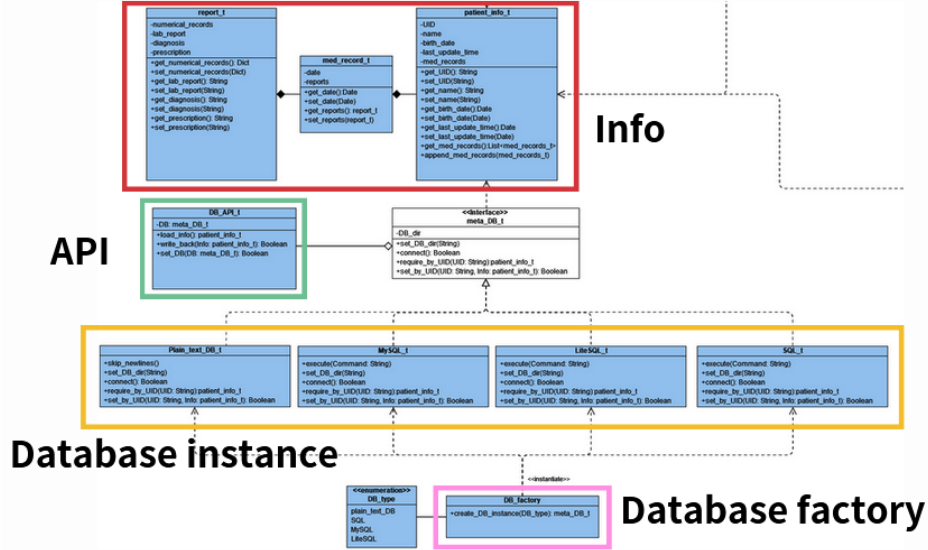 report_t
-numerical_records
-lab_report
-diagnosis
-prescription
+get_numerical_records(): Dict
+set_numerical_records(Dict)
+get_lab_report(): String
+set_lab_report(String)
+get_diagnosis(): String
+set_diagnosis(String)
+get_prescription(): String
+set_prescription(String)
med_record_t
-date
-reports
+get_date():Date
+set_date(Date)
+get_reports(): report_t
+set_reports(report_t)
patient_info_t
-UID
-name
-birth_date
-last_update_time
-med_records
+get_UID(): String
+set_UID(String)
+get_name(): String
+set_name(String)
+get_birth_date():Date
+set_birth_date(Date)
+get_last_update_time():Date
+set_last_update_time(Date)
+get_med_records():List<med_records_t>
+append_med_records(med_records_t)
Info
API
DB_API_t
-DB: meta_DB_t
+load_info(): patient_info_t
+write_back(Info: patient_info_t): Boolean
+set_DB(DB: meta_DB_t): Boolean
<<Interface>>
meta_DB_t
-DB_dir
+set_DB_dir(String)
+connect(): Boolean
+require_by_UID(UID: String):patient_info_t
+set_by_UID(UID: String, Info: patient_info_t): Boolean
Plain_text_DB_t
+skip_newlines()
+set_DB_dir(String)
+connect(): Boolean
+require_by_UID(UID: String):patient_info_t
+set_by_UID(UID: String, Info: patient_info_t): Boolean
MySQL_t
+execute(Command: String)
+set_DB_dir(String)
+connect(): Boolean
+require_by_UID(UID: String):patient_info_t
+set_by_UID(UID: String, Info: patient_info_t): Boolean
LiteSQL_t
+execute(Command: String)
+set_DB_dir(String)
+connect(): Boolean
+require_by_UID(UID: String):patient_info_t
+set_by_UID(UID: String, Info: patient_info_t): Boolean
SQL_t
+execute(Command: String)
+set_DB_dir(String)
+connect(): Boolean
+require_by_UID(UID: String):patient_info_t
+set_by_UID(UID: String, Info: patient_info_t): Boolean
Database instance
<<instantiate>>
<<enumeration>>
DB_type
plain_text_DB
SQL
MySQL
LiteSQL
DB_factory
+create_DB_instance(DB_type): meta_DB_t
Database factory